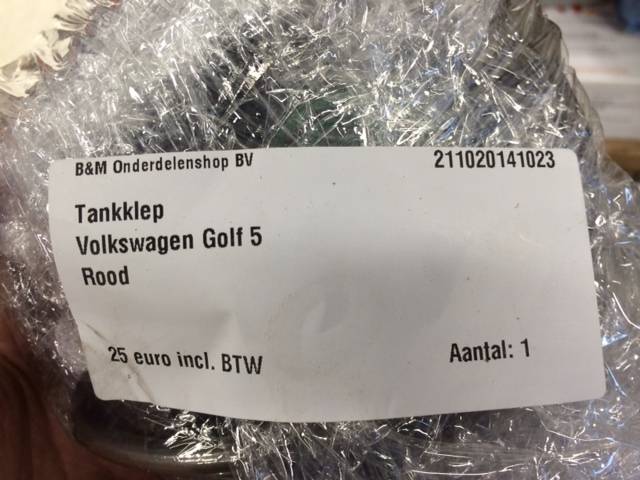 B&M Onderdelenshop BV 211020141023
Tankklep
Volkswagen Golf 5
Rood
25 euro incl. BTW Aantal: 1